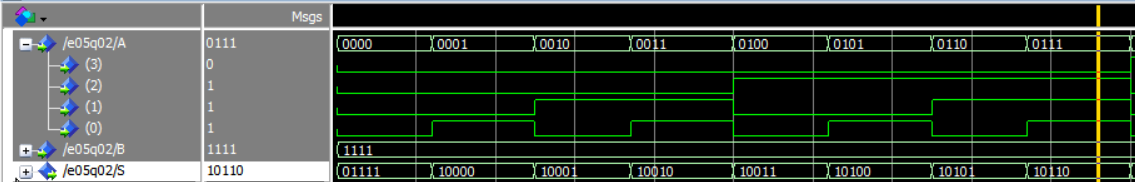 Msgs
/e05q02/A 0111 0000 0001 0010 0011 0100 0101 0110 0111
(3) 0
(2) 1
(1) 1
(0) 1
/e05q02/B 1111 1111
/e05q02/S 10110 01111 10000 10001 10010 10011 10100 10101 10110